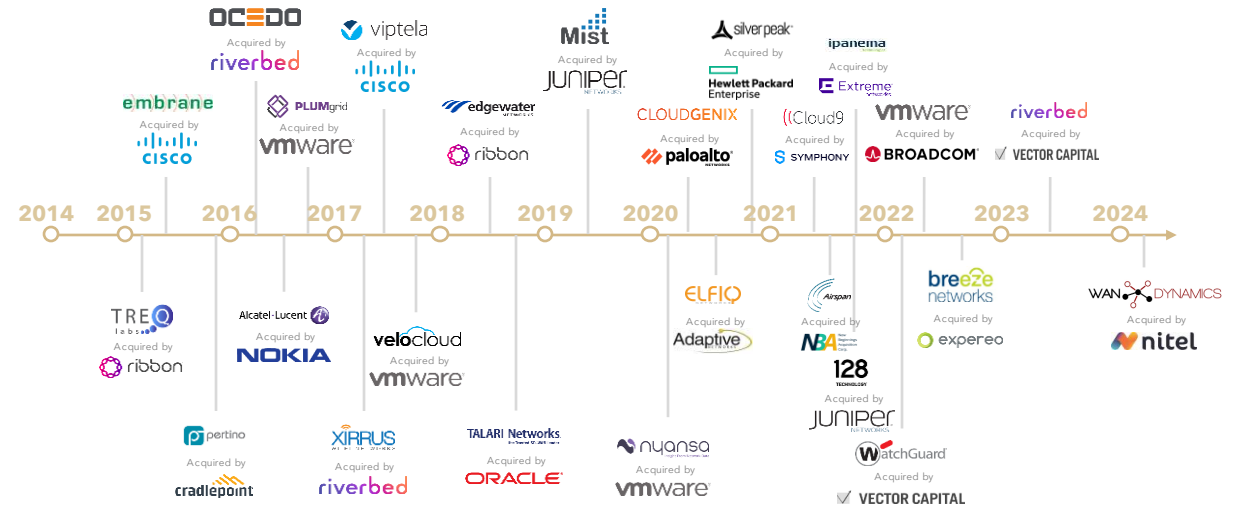 OCEDO
Acquired by
riverbed
viptela
Acquired by
CISCO
Mist
Acquired by
JUNIPER
NETWORKS
silver peak
Acquired by
Hewlett Packard
Enterprise
ipanema
Acquired by
Extreme
networks
embrane
Acquired by
CISCO
PLUMgrid
Acquired by
vmware
edgewater
NETWORKS
Acquired by
ribbon
CLOUDGENIX
Acquired by
paloalto
NETWORKS
((Cloud9
Acquired by
SYMPHONY
vmware
Acquired by
BROADCOM
riverbed
Acquired by
VECTOR CAPITAL
2014 2015 2016 2017 2018 2019 2020 2021 2022 2023 2024
TREQ
labs
Acquired by
ribbon
Alcatel·Lucent
Acquired by
NOKIA
velocloud
Acquired by
vmware
ELFIQ
Acquired by
Adaptive
NETWORKS
Airspan
Acquired by
NBA
128
TECHNOLOGY
Acquired by
JUNIPER
NETWORKS
breeze
networks
Acquired by
expereo
WAN DYNAMICS
Acquired by
nitel
pertino
Acquired by
cradlepoint
XIRRUS
Acquired by
riverbed
TALARI Networks.
Acquired by
ORACLE
nyansa
Acquired by
vmware
WatchGuard
Acquired by
VECTOR CAPITAL